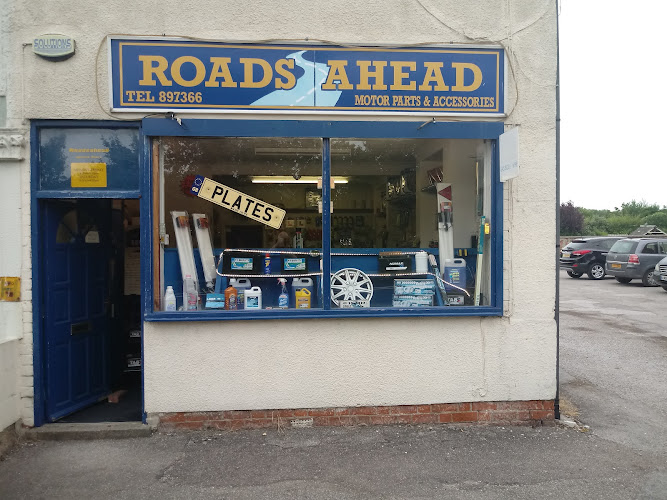 SOLUTIONS
ROADS AHEAD
TEL 897366
MOTOR PARTS & ACCESSORIES
PLATES